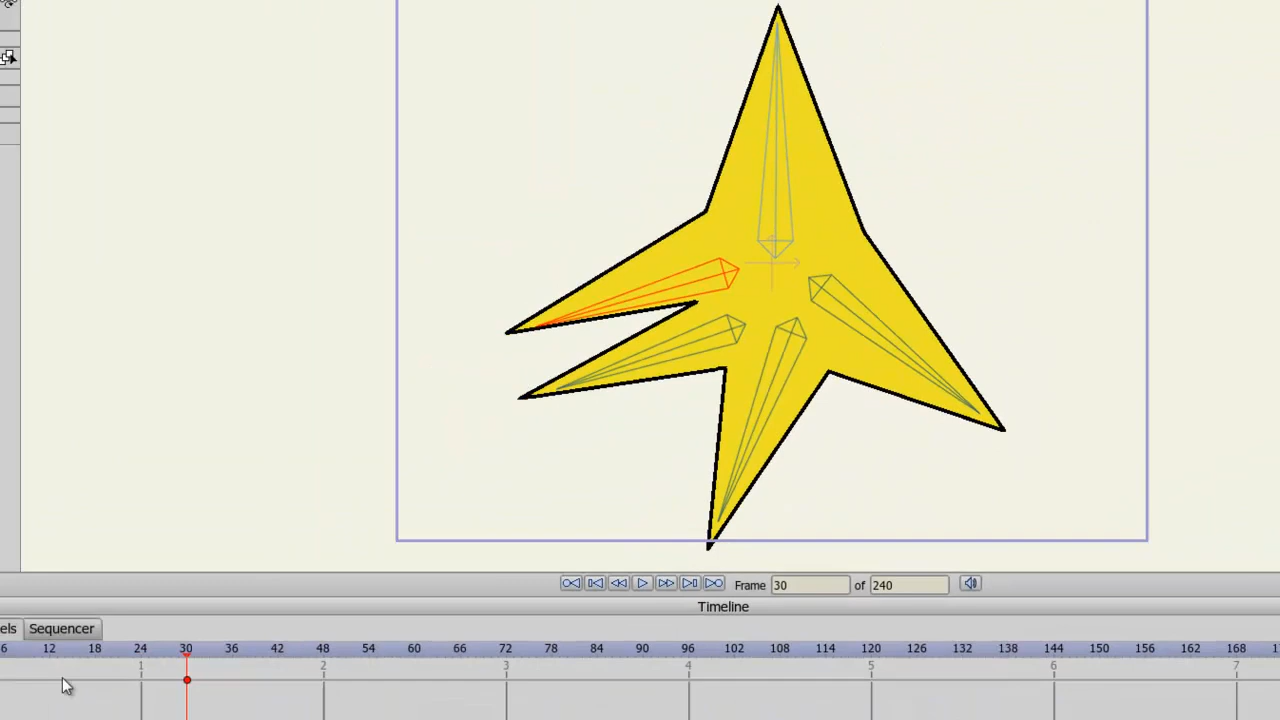 Frame 30 of 240
Timeline
els Sequencer
6 12 18 24 30 36 42 48 54 60 66 72 78 84 90 96 102 108 114 120 126 132 138 144 150 156 162 168 17
1 2 3 4 5 6 7